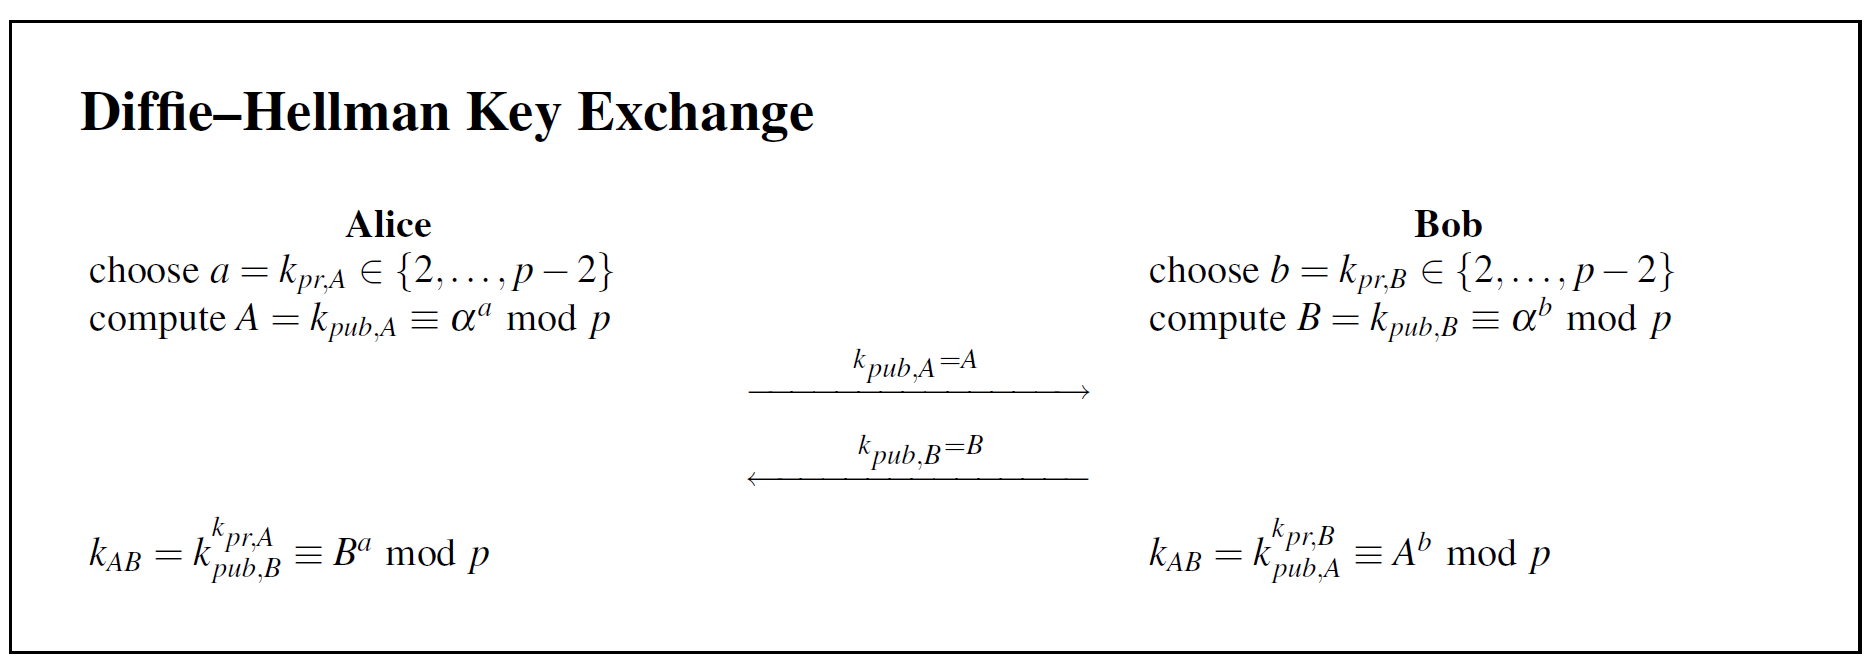 Diffie–Hellman Key Exchange
Alice
choose a = k_{pr,A} ∈ {2,...,p−2}
compute A = k_{pub,A} ≡ α^a mod p
Bob
choose b = k_{pr,B} ∈ {2,...,p−2}
compute B = k_{pub,B} ≡ α^b mod p
k_{pub,A}=A
k_{pub,B}=B
k_{AB} = k_{pub,B}^{k_{pr,A}} ≡ B^a mod p
k_{AB} = k_{pub,A}^{k_{pr,B}} ≡ A^b mod p